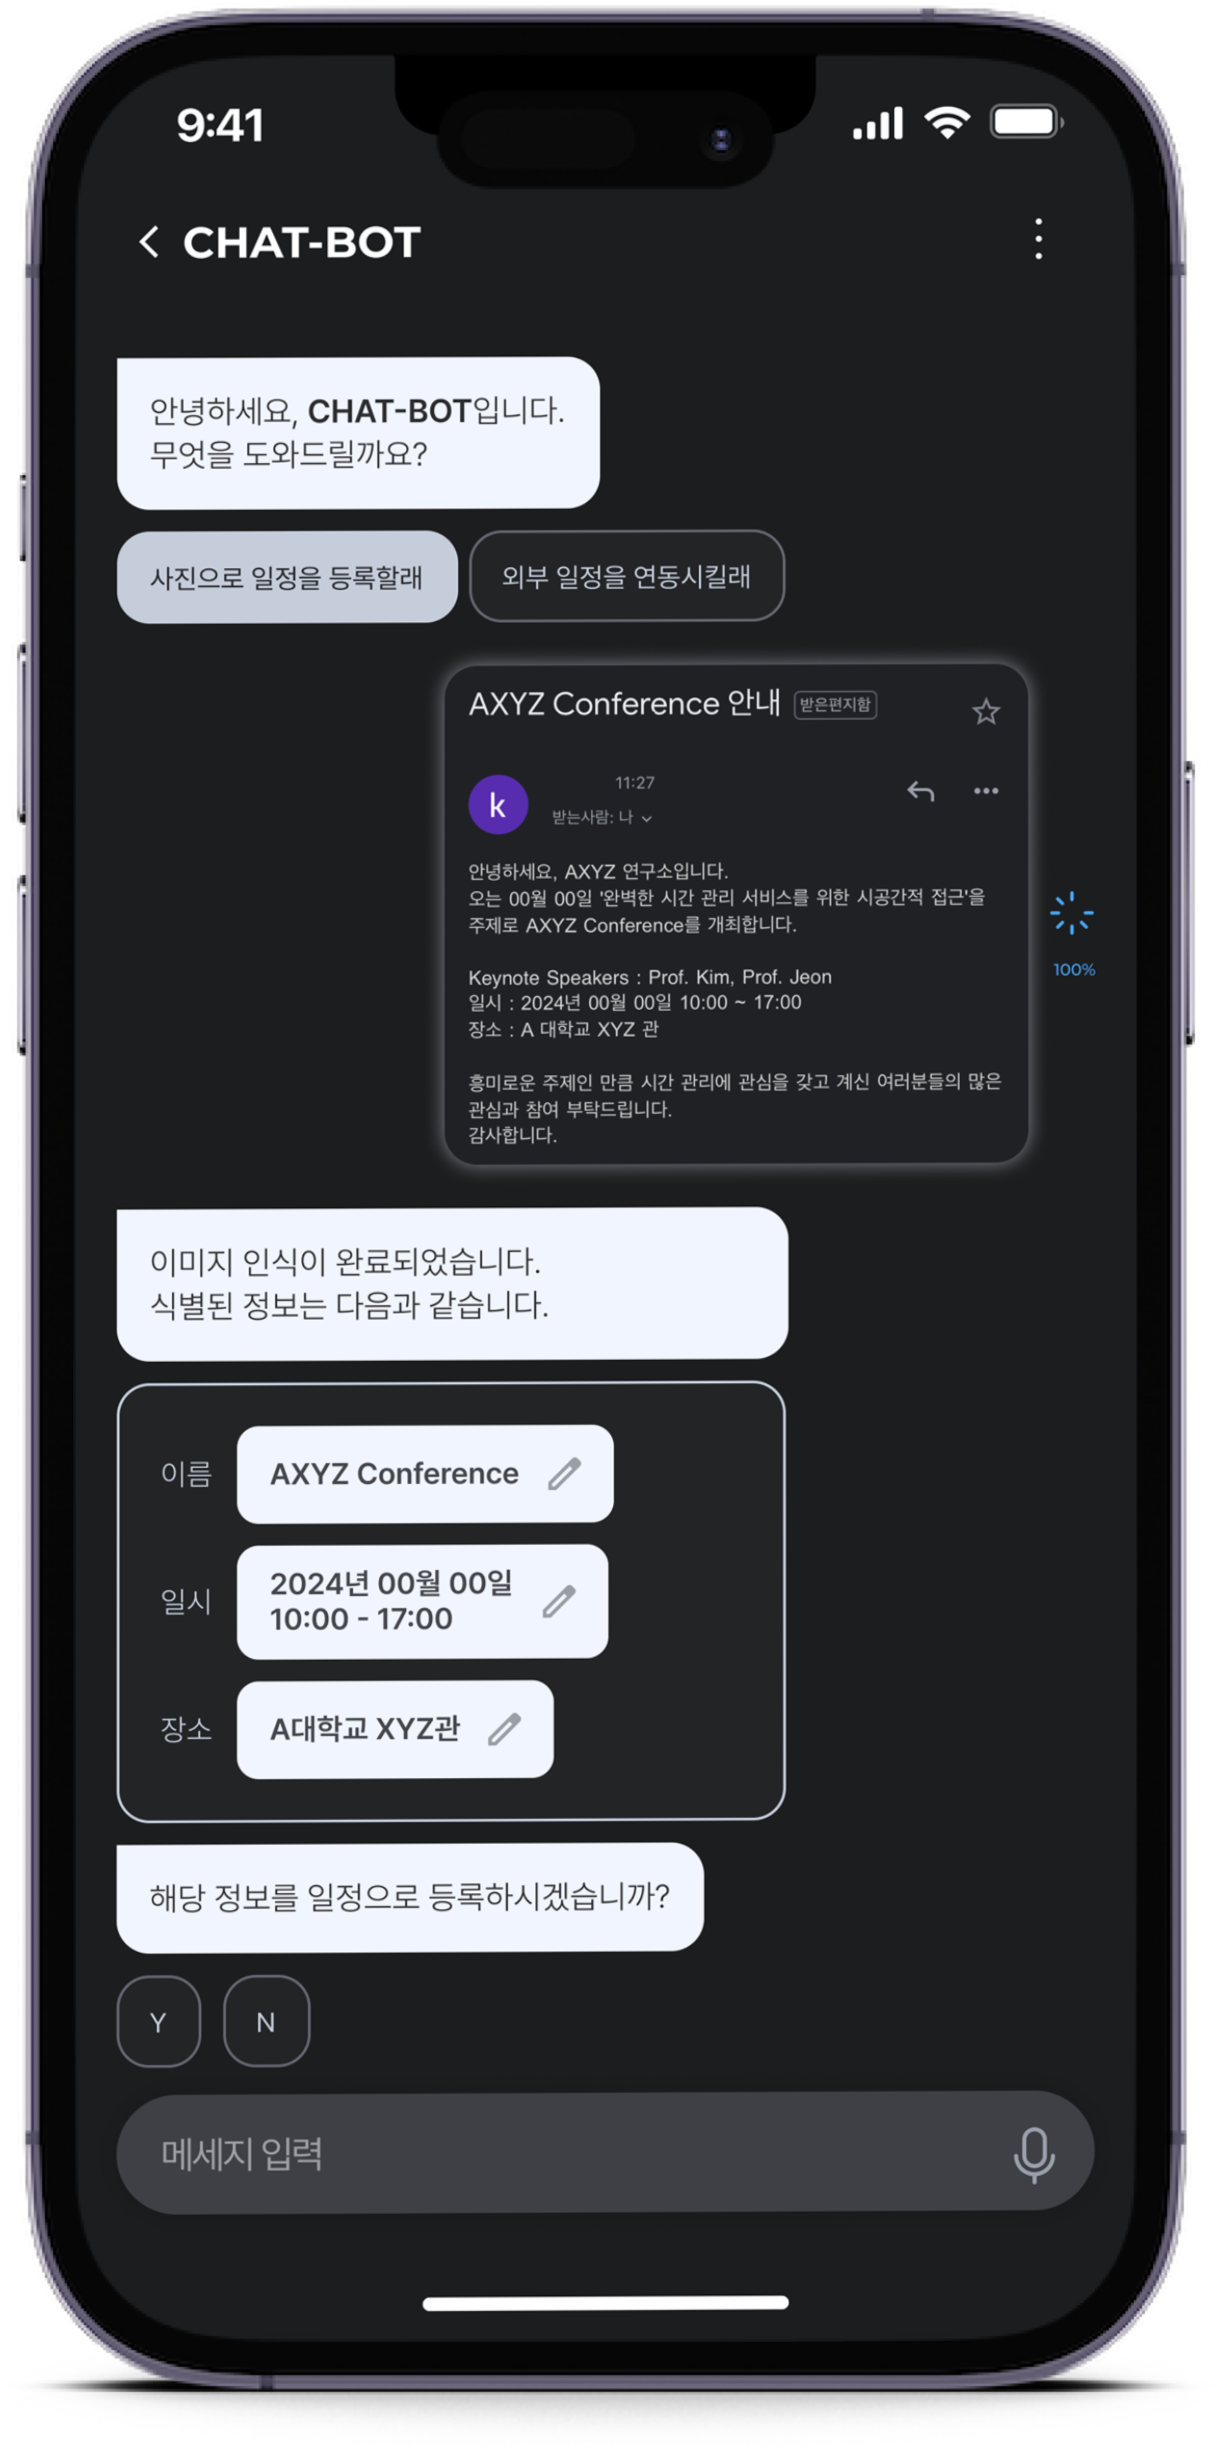 9:41
CHAT-BOT
안녕하세요, CHAT-BOT입니다.
무엇을 도와드릴까요?
사진으로 일정을 등록할래
외부 일정을 연동시킬래
AXYZ Conference 안내 받은편지함
k
11:27
받는사람: 나
안녕하세요, AXYZ 연구소입니다.
오는 00월 00일 '완벽한 시간 관리 서비스를 위한 시공간적 접근'을
주제로 AXYZ Conference를 개최합니다.
Keynote Speakers : Prof. Kim, Prof. Jeon
일시 : 2024년 00월 00일 10:00 ~ 17:00
장소 : A 대학교 XYZ 관
흥미로운 주제인 만큼 시간 관리에 관심을 갖고 계신 여러분들의 많은
관심과 참여 부탁드립니다.
감사합니다.
100%
이미지 인식이 완료되었습니다.
식별된 정보는 다음과 같습니다.
이름
AXYZ Conference
일시
2024년 00월 00일
10:00 - 17:00
장소
A대학교 XYZ관
해당 정보를 일정으로 등록하시겠습니까?
Y
N
메세지 입력